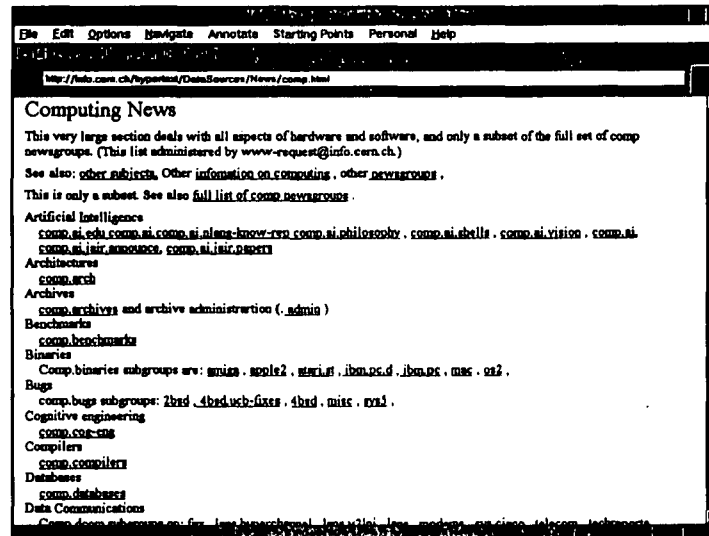 File Edit Options Navigate Annotate Starting Points Personal Help
http://info.cern.ch/hypertext/DataSources/News/comp.html
Computing News
This very large section deals with all aspects of hardware and software, and only a subset of the full set of comp
newsgroups. (This list administered by www-request@info.cern.ch.)
See also: other subjects, Other infomation on computing , other newsgroups ,
This is only a subset. See also full list of comp newsgroups .
Artificial Intelligence
comp.ai.edu comp.ai.comp.ai.nlang-know-rep comp.ai.philosophy , comp.ai.shells , comp.ai.vision , comp.ai.
comp.ai.jair.announce, comp.ai.jair.papers
Architectures
comp.arch
Archives
comp.archives and archive administrartion (. admin )
Benchmarks
comp.benchmarks
Binaries
Comp.binaries subgroups are: amiga , apple2 , atari.st , ibm.pc.d , ibm.pc , mac , os2 ,
Bugs
comp.bugs subgroups: 2bsd , 4bsd.ucb-fixes , 4bsd , misc , sys5 ,
Cognitive engineering
comp.cog-eng
Compilers
comp.compilers
Databases
comp.databases
Data Communications